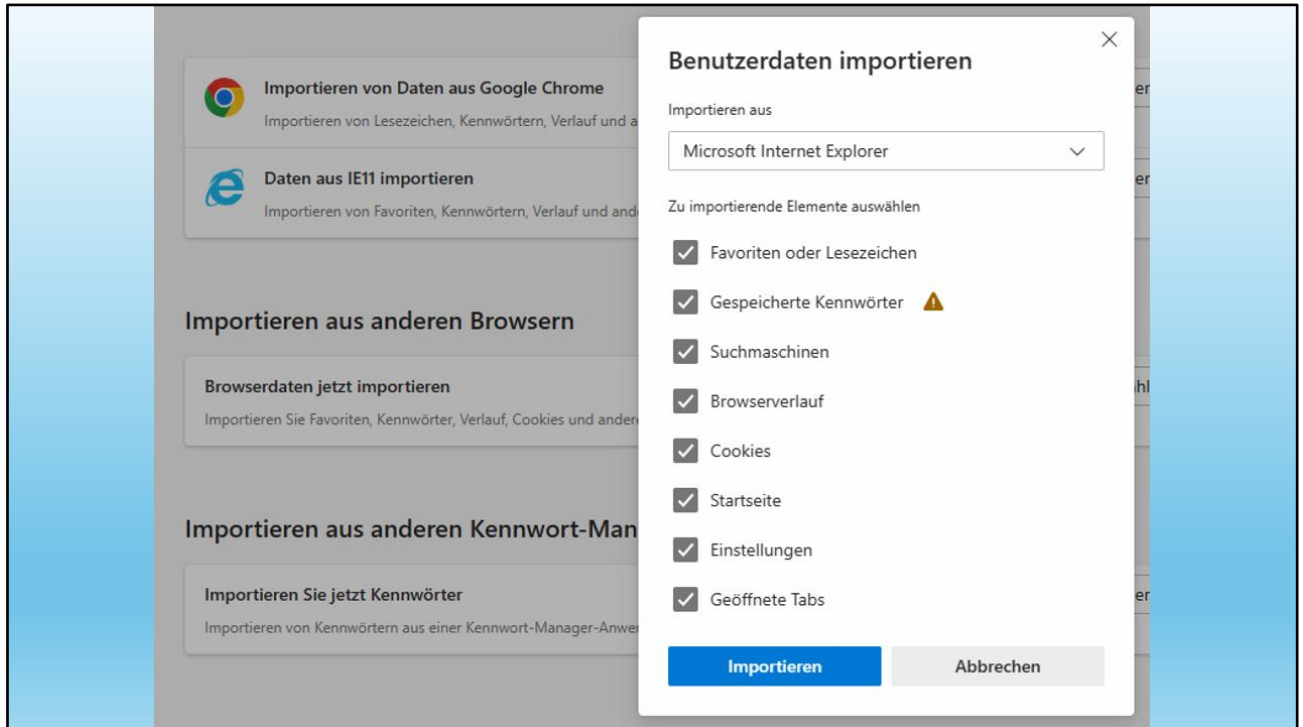 Importieren von Daten aus Google Chrome
Importieren von Lesezeichen, Kennwörtern, Verlauf und a
Daten aus IE11 importieren
Importieren von Favoriten, Kennwörtern, Verlauf und and
Importieren aus anderen Browsern
Browserdaten jetzt importieren
Importieren Sie Favoriten, Kennwörter, Verlauf, Cookies und ander
Importieren aus anderen Kennwort-Man
Importieren Sie jetzt Kennwörter
Importieren von Kennwörtern aus einer Kennwort-Manager-Anwe
Benutzerdaten importieren
Importieren aus
Microsoft Internet Explorer
Zu importierende Elemente auswählen
Favoriten oder Lesezeichen
Gespeicherte Kennwörter
Suchmaschinen
Browserverlauf
Cookies
Startseite
Einstellungen
Geöffnete Tabs
Importieren
Abbrechen
er
er
hl
er